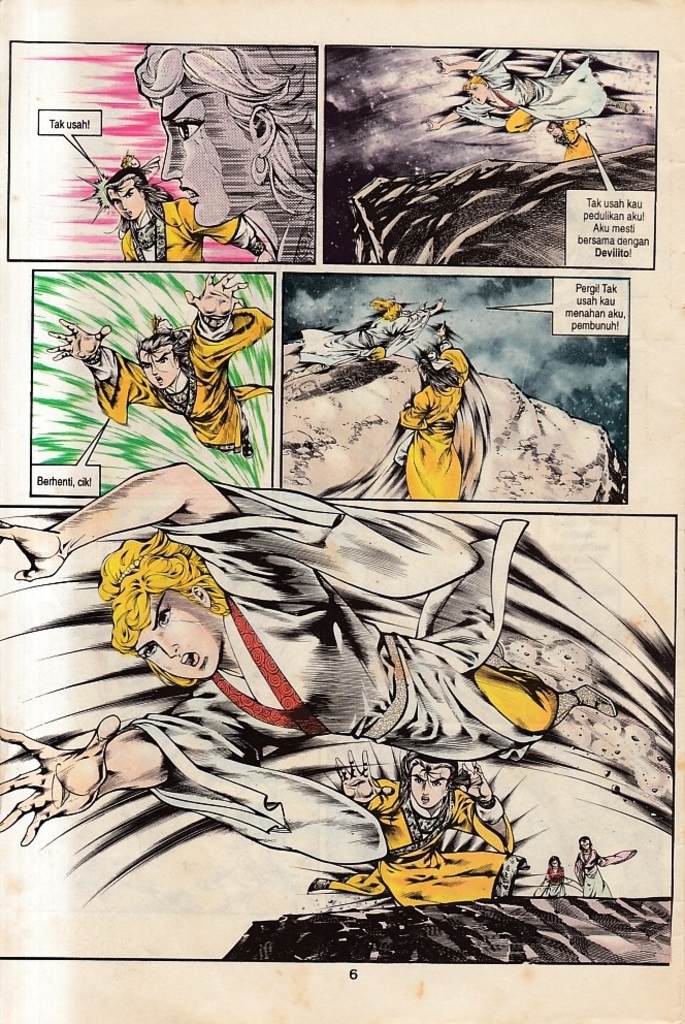 Tak usah!
Tak usah kau
pedulikan aku!
Aku mesti
bersama dengan
Devilito!
Berhenti, cik!
Pergi! Tak
usah kau
menahan aku,
pembunuh!
6